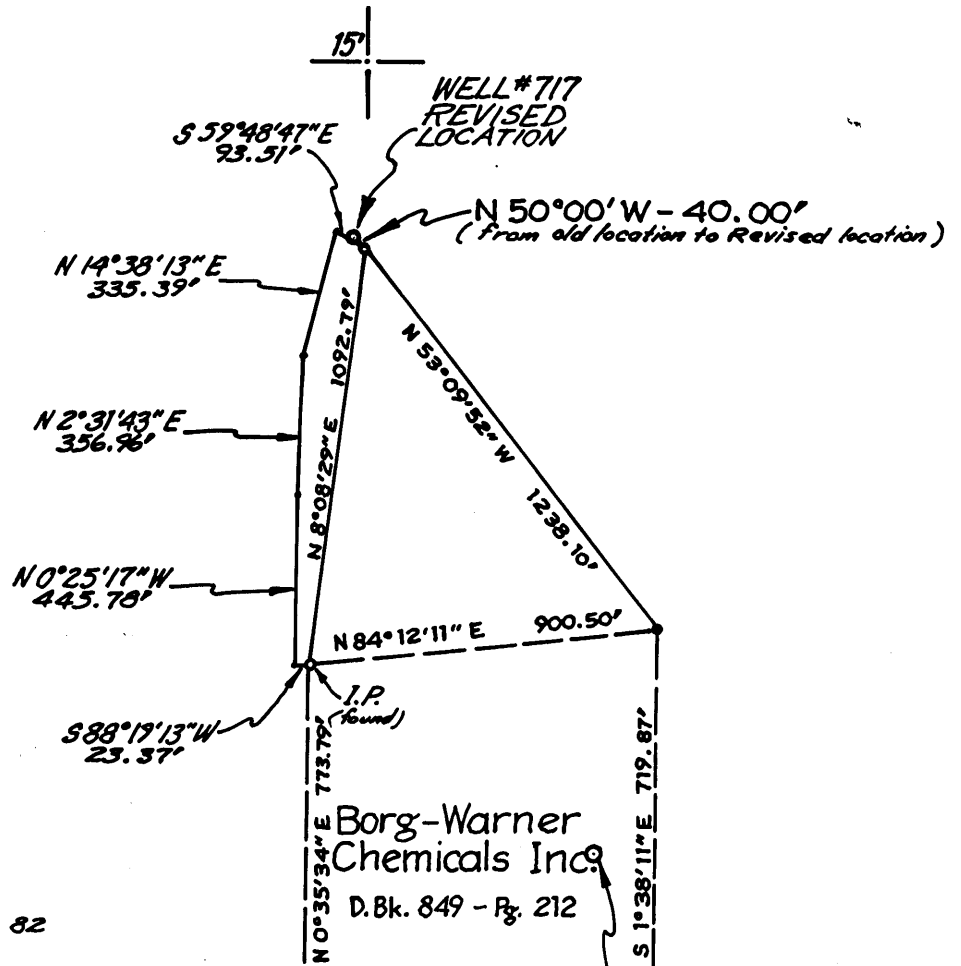 15'
WELL #717
REVISED
LOCATION
S 59°48'47" E
93.51'
N 50°00' W - 40.00'
(from old location to Revised location)
N 14°38'13" E
335.39'
N 8°08'29" E 1092.79'
N 53°09'52" W 1238.10'
N 2°31'43" E
356.96'
N 0°25'17" W
445.78'
N 84°12'11" E 900.50'
I.P.
(found)
S 88°19'13" W
23.37'
N 0°35'34" E 773.79'
S 1°38'11" E 719.87'
Borg-Warner
Chemicals Inc.
D.Bk. 849 - Pg. 212
82